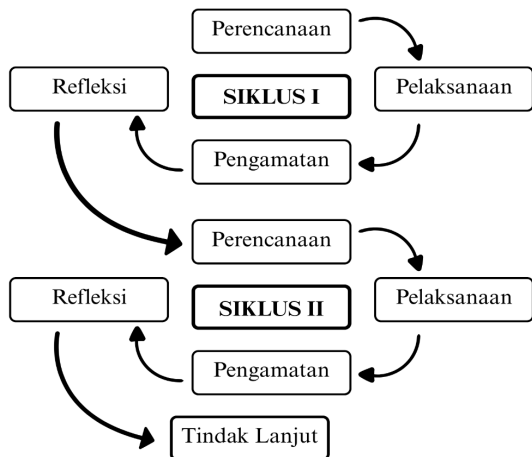 Perencanaan
Refleksi
SIKLUS I
Pelaksanaan
Pengamatan
Perencanaan
Refleksi
SIKLUS II
Pelaksanaan
Pengamatan
Tindak Lanjut